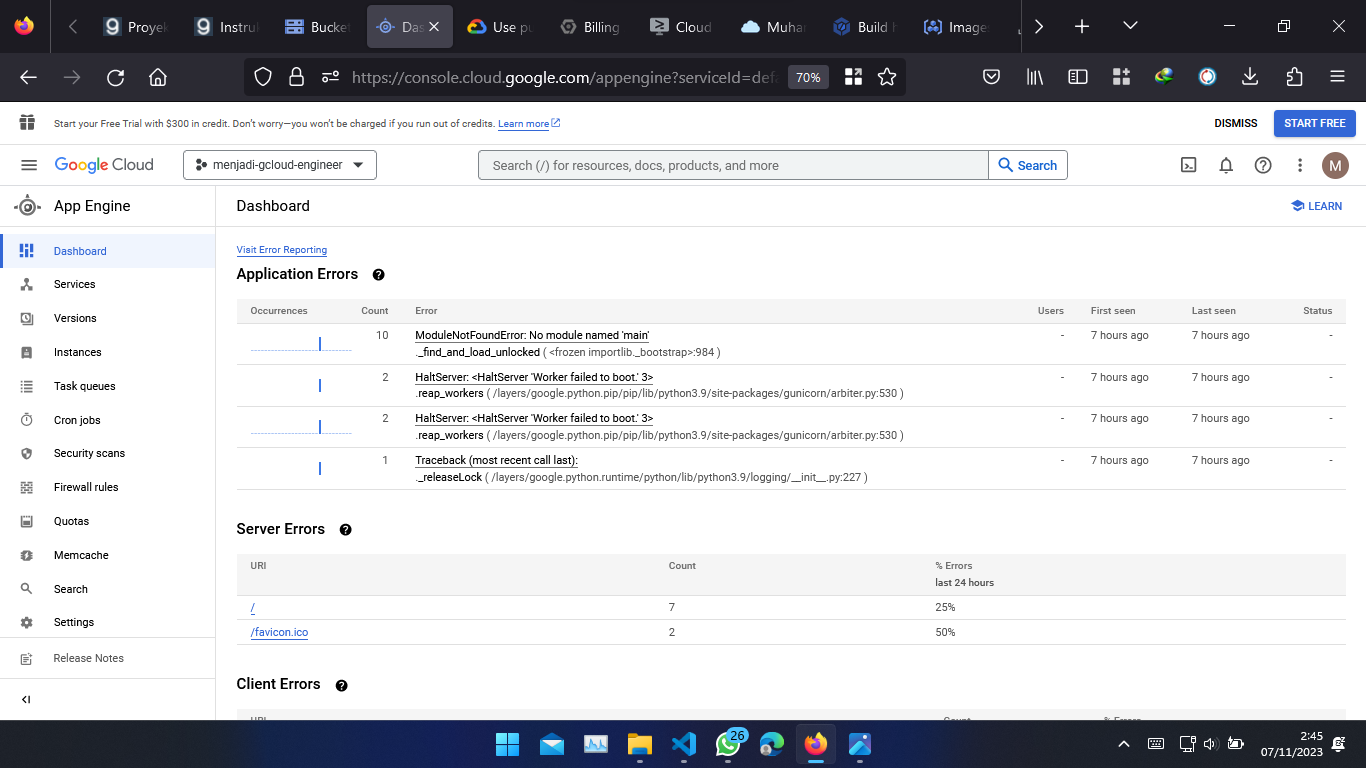 Proyek
Instruk
Bucket
Das
Use pu
Billing
Cloud
Muhar
Build
Image
https://console.cloud.google.com/appengine?serviceId=defa
70%
Start your Free Trial with $300 in credit. Don't worry—you won't be charged if you run out of credits. Learn more
DISMISS
START FREE
Google Cloud
menjadi-gcloud-engineer
Search (/) for resources, docs, products, and more
Search
M
App Engine
Dashboard
LEARN
Dashboard
Services
Versions
Instances
Task queues
Cron jobs
Security scans
Firewall rules
Quotas
Memcache
Search
Settings
Release Notes
Visit Error Reporting
Application Errors
Occurrences Count Error Users First seen Last seen Status
10 ModuleNotFoundError: No module named 'main' - 7 hours ago 7 hours ago -
._find_and_load_unlocked ( <frozen importlib._bootstrap>:984 )
2 HaltServer: <HaltServer 'Worker failed to boot.' 3> - 7 hours ago 7 hours ago -
.reap_workers ( /layers/google.python.pip/pip/lib/python3.9/site-packages/gunicorn/arbiter.py:530 )
2 HaltServer: <HaltServer 'Worker failed to boot.' 3> - 7 hours ago 7 hours ago -
.reap_workers ( /layers/google.python.pip/pip/lib/python3.9/site-packages/gunicorn/arbiter.py:530 )
1 Traceback (most recent call last): - 7 hours ago 7 hours ago -
._releaseLock ( /layers/google.python.runtime/python/lib/python3.9/logging/__init__.py:227 )
Server Errors
URI Count % Errors
last 24 hours
/ 7 25%
/favicon.ico 2 50%
Client Errors
URI Count % Errors
26
2:45
07/11/2023